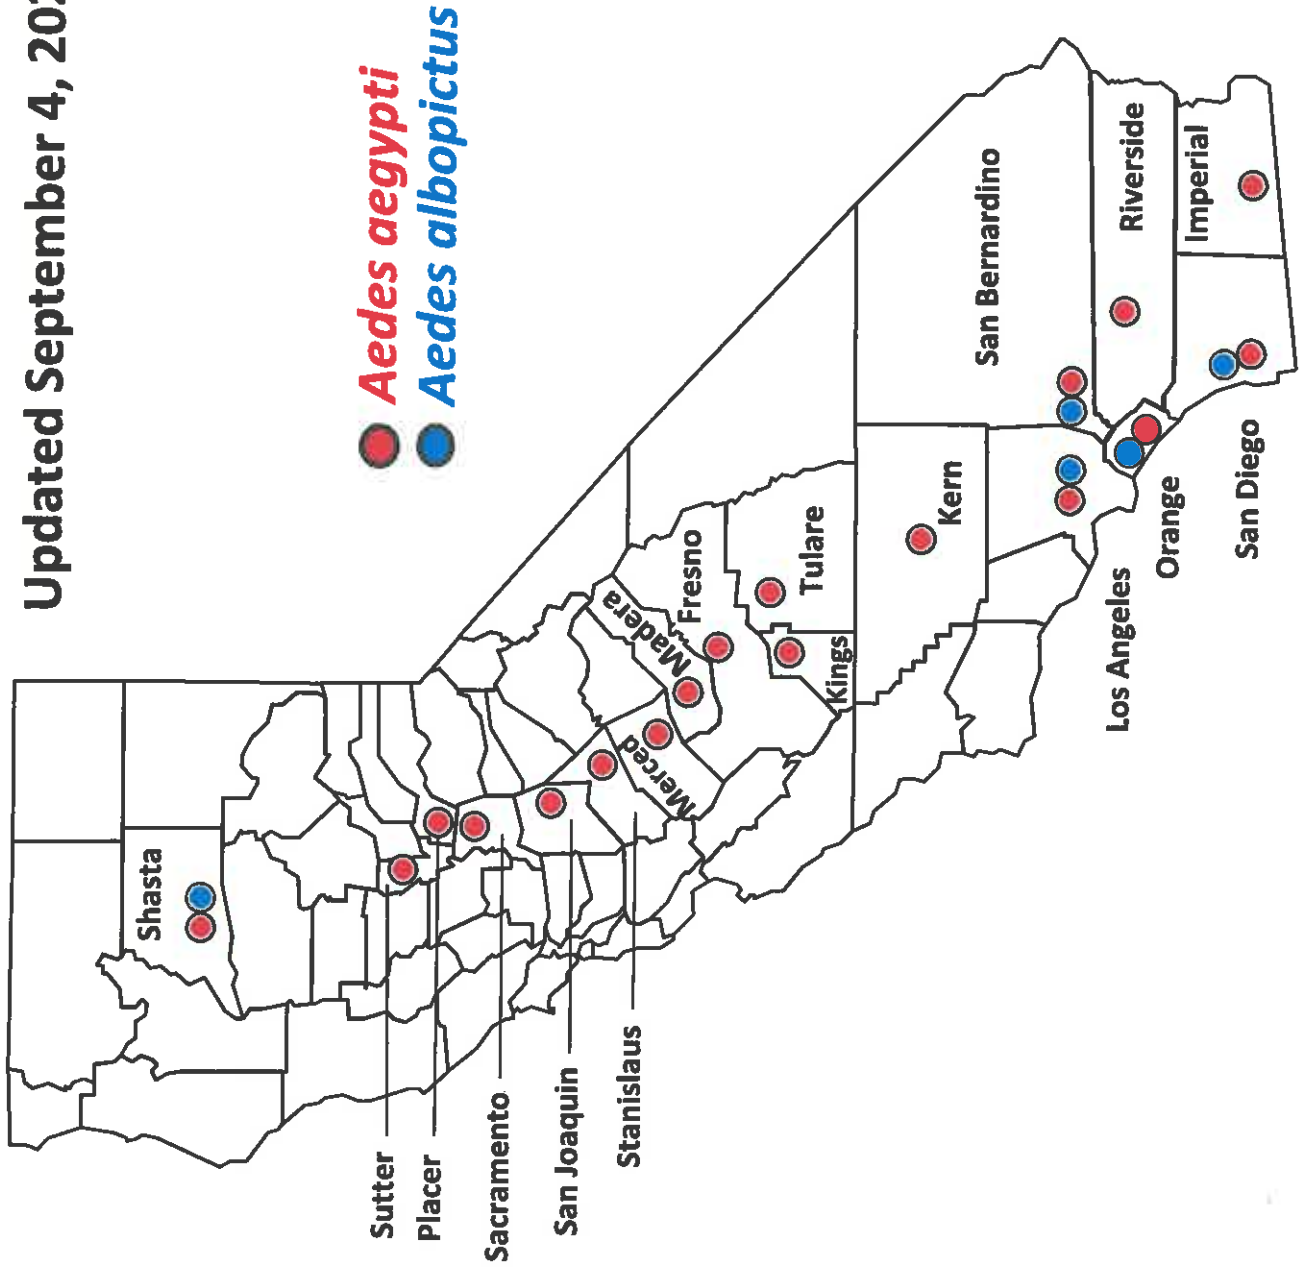 Updated September 4, 202
Aedes aegypti
Aedes albopictus
Shasta
Sutter
Placer
Sacramento
San Joaquin
Stanislaus
Merced
Madera
Fresno
Tulare
Kings
Kern
San Bernardino
Los Angeles
Orange
Riverside
San Diego
Imperial